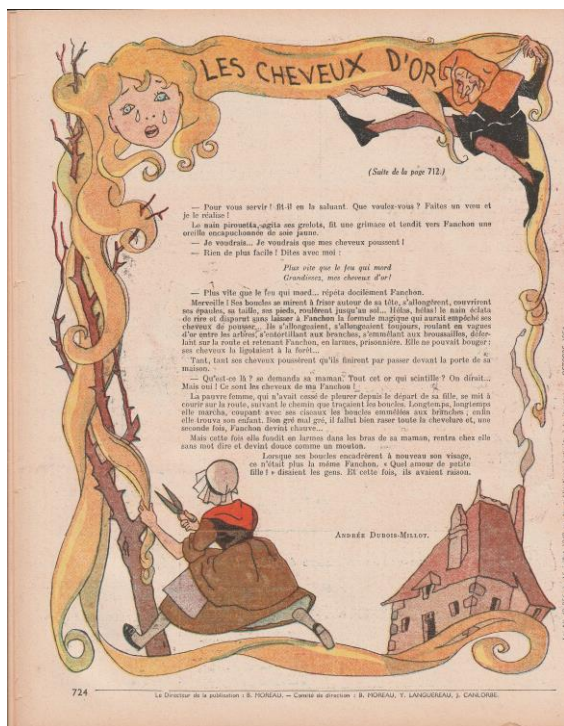 LES CHEVEUX D'OR
(Suite de la page 712.)
— Pour vous servir ! fit-il en la saluant. Que voulez-vous ? Faites un vœu et
je le réalise !
Le nain pirouetta, agita ses grelots, fit une grimace et tendit vers Fanchon une
oreille encapuchonnée de soie jaune.
— Je voudrais... Je voudrais que mes cheveux poussent !
— Rien de plus facile ! Dites avec moi :
Plus vite que le feu qui mord
Grandissez, mes cheveux d'or!
— Plus vite que le feu qui mord... répéta docilement Fanchon.
Merveille ! Ses boucles se mirent à friser autour de sa tête, s'allongèrent, couvrirent
ses épaules, sa taille, ses pieds, roulèrent jusqu'au sol... Hélas, hélas! le nain éclata
de rire et disparut sans laisser à Fanchon la formule magique qui aurait empêché ses
cheveux de pousser... Ils s'allongeaient, s'allongeaient toujours, roulant en vagues
d'or entre les arbres, s'entortillant aux branches, s'emmêlant aux broussailles, déferlant
sur la route et retenant Fanchon, en larmes, prisonnière. Elle ne pouvait bouger :
ses cheveux la ligotaient à la forêt...
Tant, tant ses cheveux poussèrent qu'ils finirent par passer devant la porte de sa
maison.
— Qu'est-ce là ? se demanda sa maman. Tout cet or qui scintille ? On dirait...
Mais oui ! Ce sont les cheveux de ma Fanchon !
La pauvre femme, qui n'avait cessé de pleurer depuis le départ de sa fille, se mit à
courir sur la route, suivant le chemin que traçaient les boucles. Longtemps, longtemps
elle marcha, coupant avec ses ciseaux les boucles emmêlées aux branches ; enfin
elle trouva son enfant. Bon gré mal gré, il fallut bien raser toute la chevelure et, une
seconde fois, Fanchon devint chauve...
Mais cette fois elle fondit en larmes dans les bras de sa maman, rentra chez elle
sans mot dire et devint douce comme un mouton.
Lorsque ses boucles encadrèrent à nouveau son visage,
ce n'était plus la même Fanchon. « Quel amour de petite
fille ! » disaient les gens. Et cette fois, ils avaient raison.
ANDRÉE DUBOIS-MILLOT.
724
Le Directeur de la publication : B. MOREAU. — Comité de direction : B. MOREAU, Y. LANGUEREAU, J. CANLORBE.